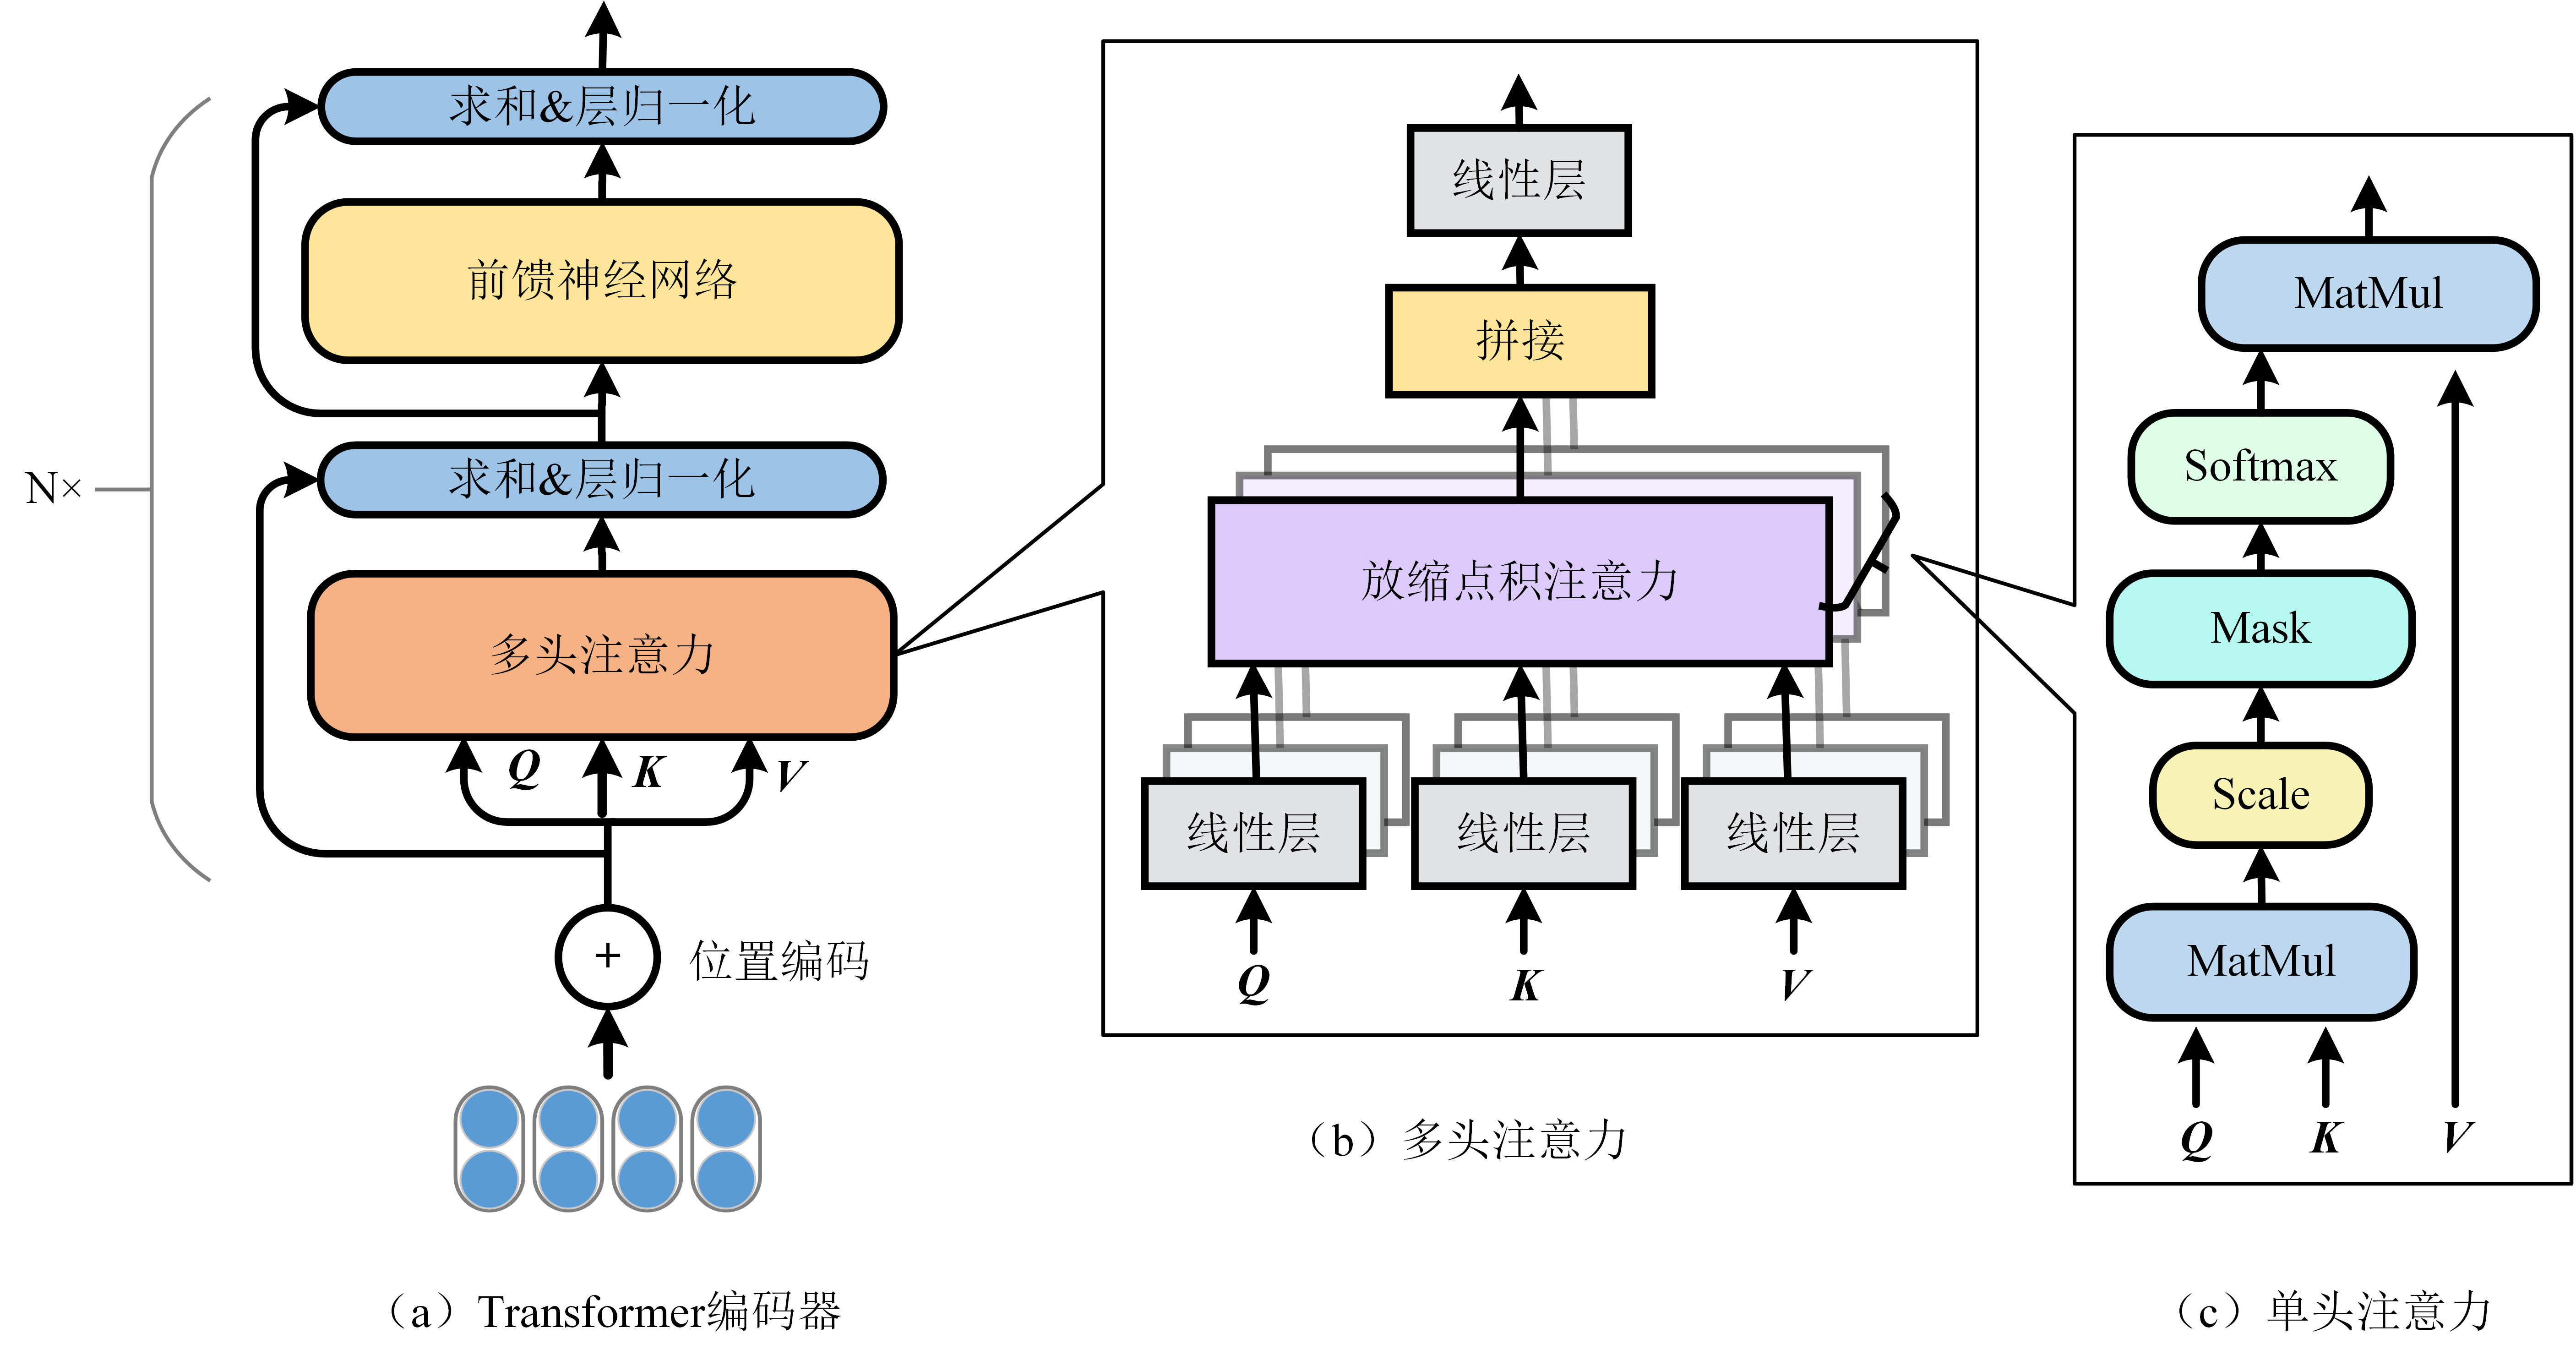 求和&层归一化
前馈神经网络
N×
求和&层归一化
多头注意力
Q K V
+ 位置编码
(a) Transformer编码器
线性层
拼接
放缩点积注意力
线性层 线性层 线性层
Q K V
(b) 多头注意力
MatMul
Softmax
Mask
Scale
MatMul
Q K V
(c) 单头注意力